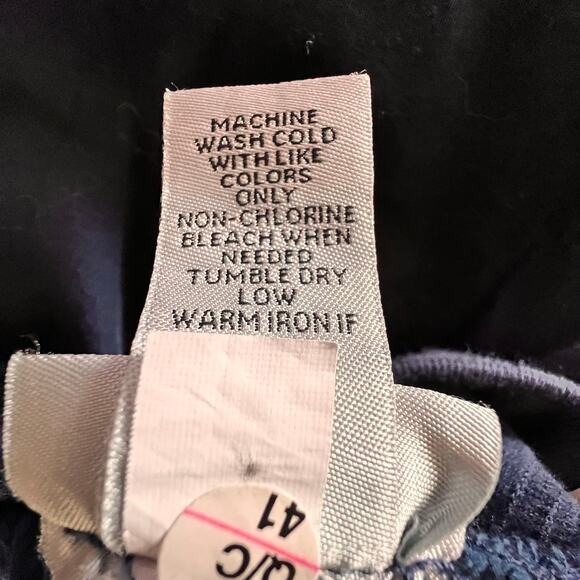 MACHINE
WASH COLD
WITH LIKE
COLORS
ONLY
NON-CHLORINE
BLEACH WHEN
NEEDED
TUMBLE DRY
LOW
WARM IRON IF
Q/C
41